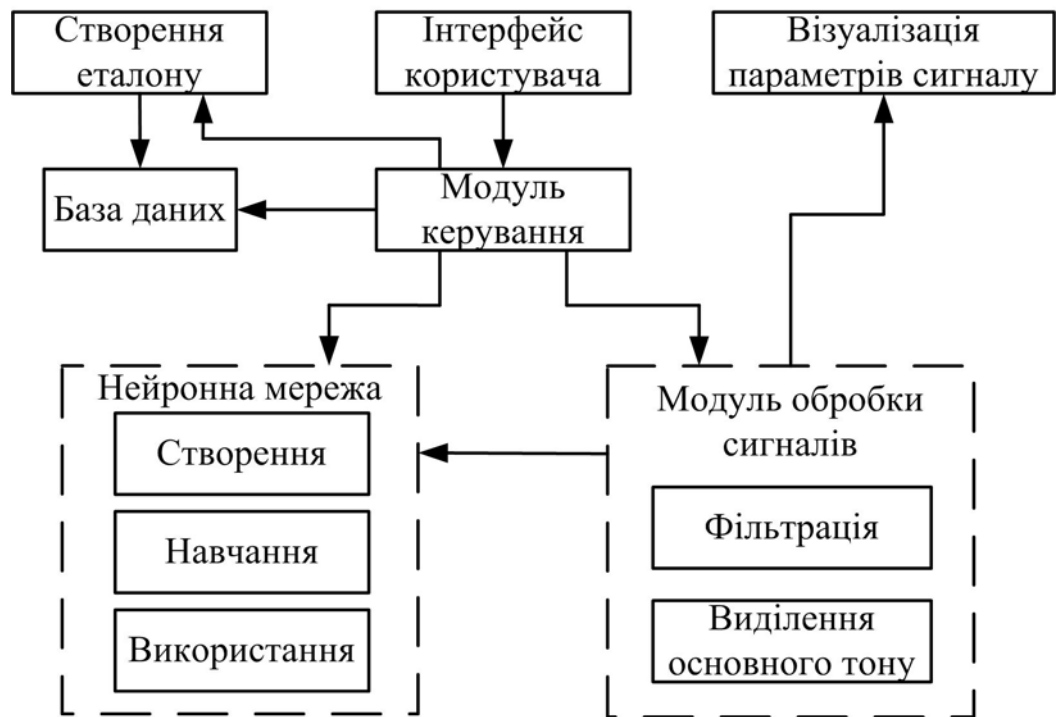 Створення
еталону
Інтерфейс
користувача
Візуалізація
параметрів сигналу
База даних
Модуль
керування
Нейронна мережа
Створення
Навчання
Використання
Модуль обробки
сигналів
Фільтрація
Виділення
основного тону